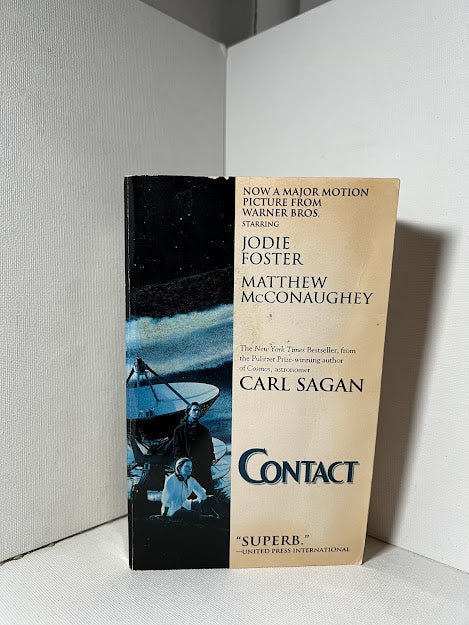 NOW A MAJOR MOTION
PICTURE FROM
WARNER BROS.
STARRING
JODIE
FOSTER
MATTHEW
McCONAUGHEY
The New York Times Bestseller, from
the Pulitzer Prize-winning author
of Cosmos, astronomer
CARL SAGAN
CONTACT
“SUPERB.”
—UNITED PRESS INTERNATIONAL